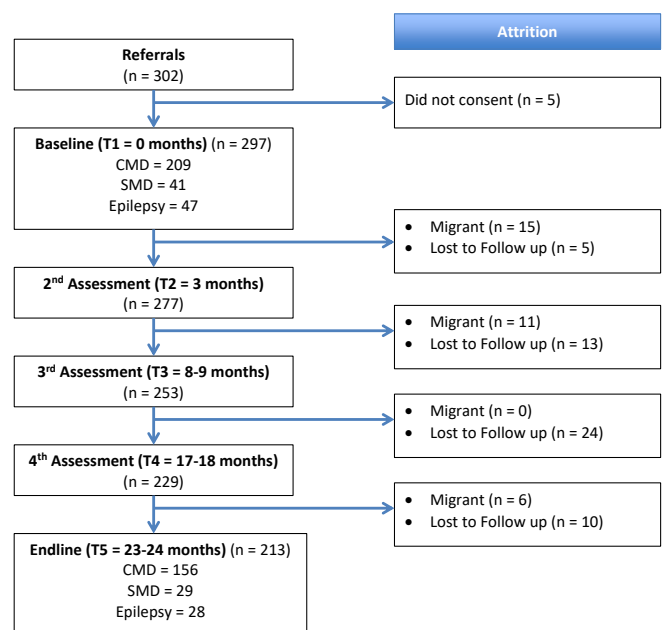 Attrition
Referrals
(n = 302)
Did not consent (n = 5)
Baseline (T1 = 0 months) (n = 297)
CMD = 209
SMD = 41
Epilepsy = 47
• Migrant (n = 15)
• Lost to Follow up (n = 5)
2nd Assessment (T2 = 3 months)
(n = 277)
• Migrant (n = 11)
• Lost to Follow up (n = 13)
3rd Assessment (T3 = 8-9 months)
(n = 253)
• Migrant (n = 0)
• Lost to Follow up (n = 24)
4th Assessment (T4 = 17-18 months)
(n = 229)
• Migrant (n = 6)
• Lost to Follow up (n = 10)
Endline (T5 = 23-24 months) (n = 213)
CMD = 156
SMD = 29
Epilepsy = 28